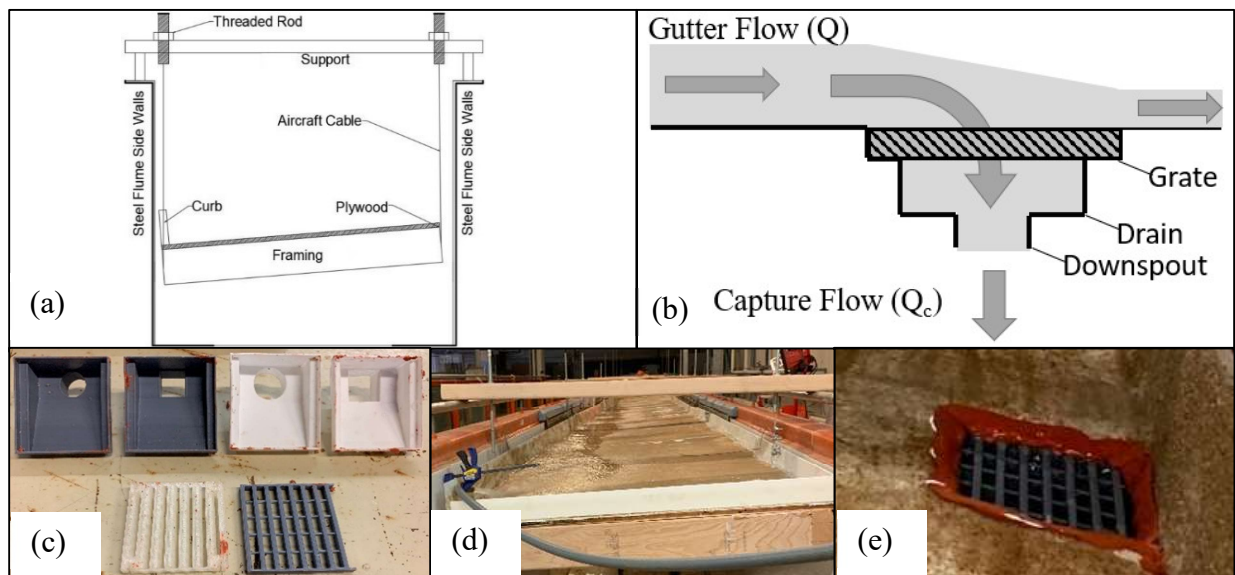 Threaded Rod
Support
Steel Flume Side Walls
Aircraft Cable
Steel Flume Side Walls
Curb
Plywood
Framing
(a)
Gutter Flow (Q)
Grate
Drain
Downspout
(b)
Capture Flow (Qc)
(c)
(d)
(e)